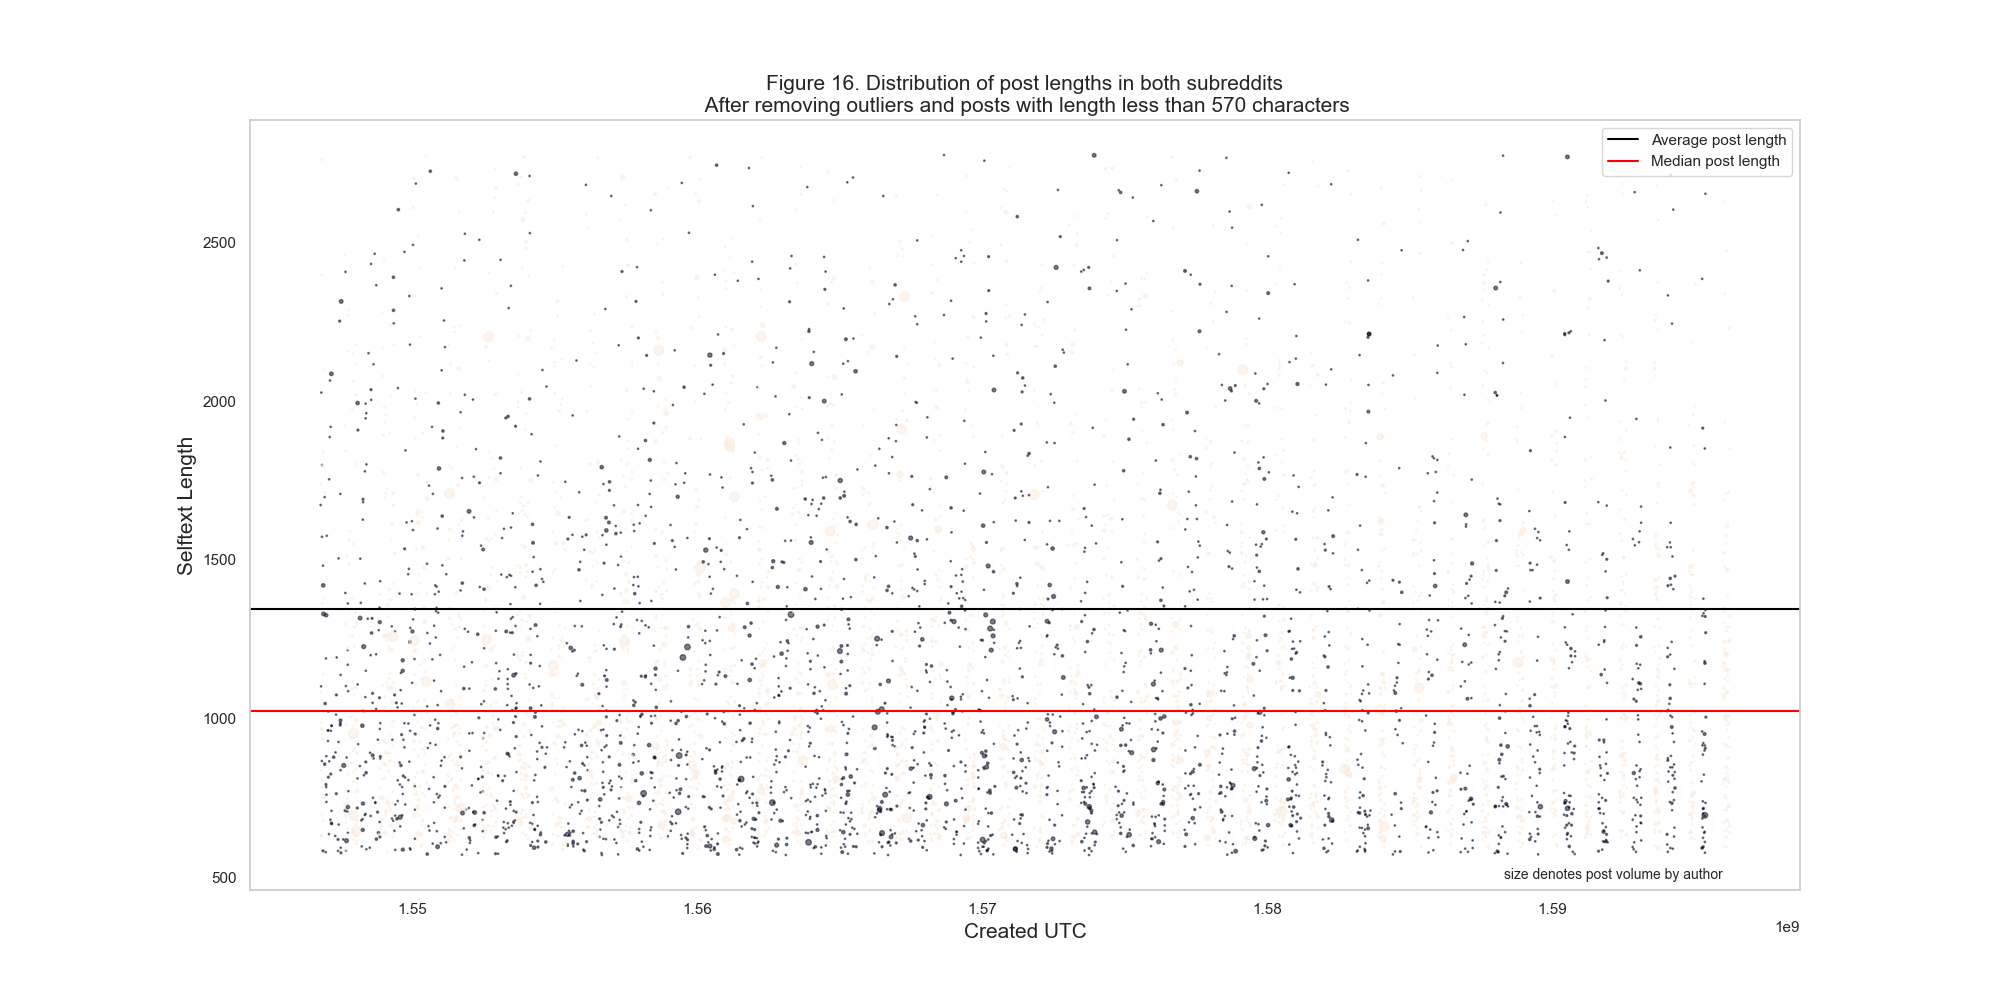 Figure 16. Distribution of post lengths in both subreddits
After removing outliers and posts with length less than 570 characters
Average post length
Median post length
2500
2000
1500
1000
500
Selftext Length
size denotes post volume by author
1.55
1.56
1.57
1.58
1.59
1e9
Created UTC